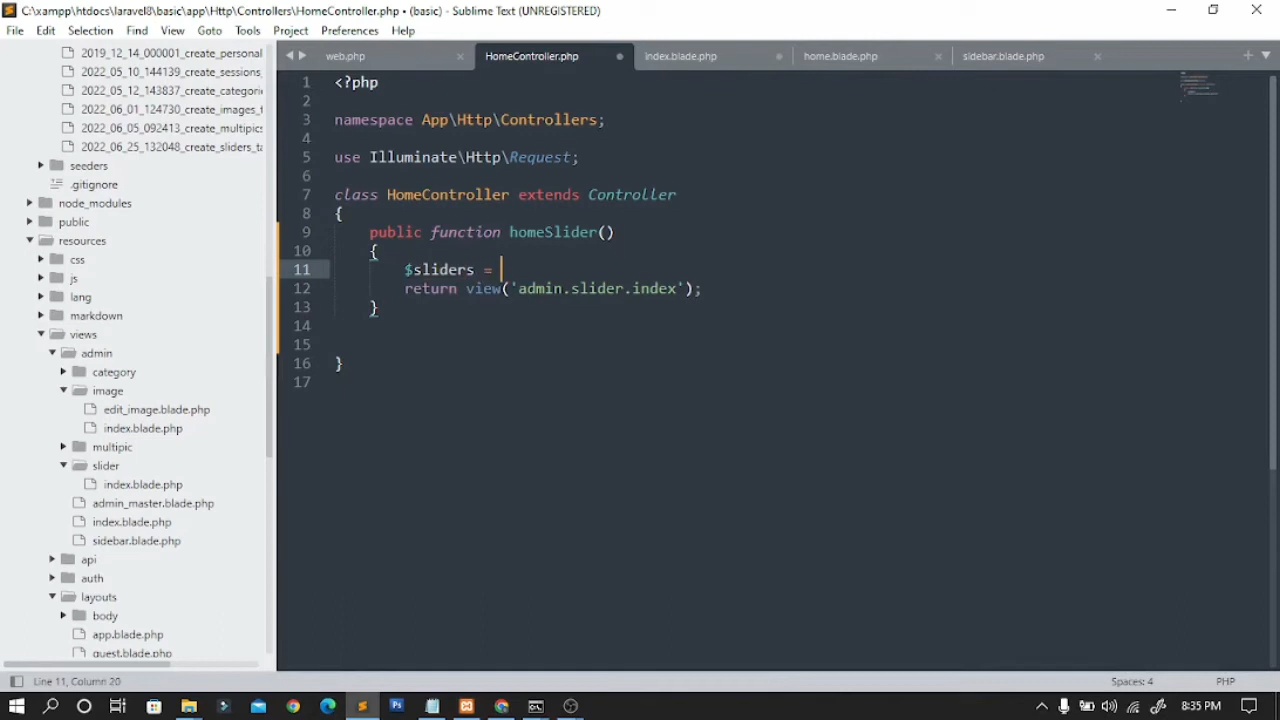 C:\xampp\htdocs\laravel8\basic\app\Http\Controllers\HomeController.php • (basic) - Sublime Text (UNREGISTERED)
File Edit Selection Find View Goto Tools Project Preferences Help
web.php HomeController.php index.blade.php home.blade.php sidebar.blade.php
2019_12_14_000001_create_personal
2022_05_10_144139_create_sessions_
2022_05_12_143837_create_categorie
2022_06_01_124730_create_images_t
2022_06_05_092413_create_multipics
2022_06_25_132048_create_sliders_ta
seeders
.gitignore
node_modules
public
resources
css
js
lang
markdown
views
admin
category
image
edit_image.blade.php
index.blade.php
multipic
slider
index.blade.php
admin_master.blade.php
index.blade.php
sidebar.blade.php
api
auth
layouts
body
app.blade.php
guest.blade.php
1 <?php
2
3 namespace App\Http\Controllers;
4
5 use Illuminate\Http\Request;
6
7 class HomeController extends Controller
8 {
9 public function homeSlider()
10 {
11 $sliders =
12 return view('admin.slider.index');
13 }
14
15
16 }
17
Line 11, Column 20 Spaces: 4 PHP
8:35 PM